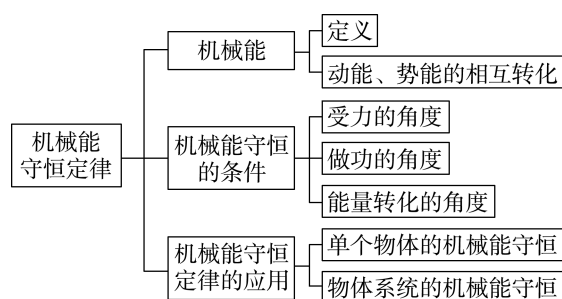 机械能
守恒定律
机械能
定义
动能、势能的相互转化
机械能守恒
的条件
受力的角度
做功的角度
能量转化的角度
机械能守恒
定律的应用
单个物体的机械能守恒
物体系统的机械能守恒